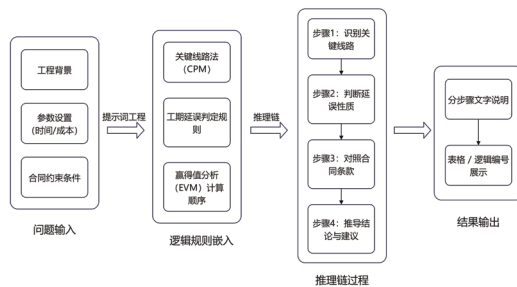 工程背景
参数设置
(时间/成本)
合同约束条件
问题输入
提示词工程
关键线路法
（CPM）
工期延误判定规
则
赢得值分析
（EVM）计算
顺序
逻辑规则嵌入
推理链
步骤1：识别关
键线路
步骤2：判断延
误性质
步骤3：对照合
同条款
步骤4：推导结
论与建议
推理链过程
分步骤文字说明
表格 / 逻辑编号
展示
结果输出